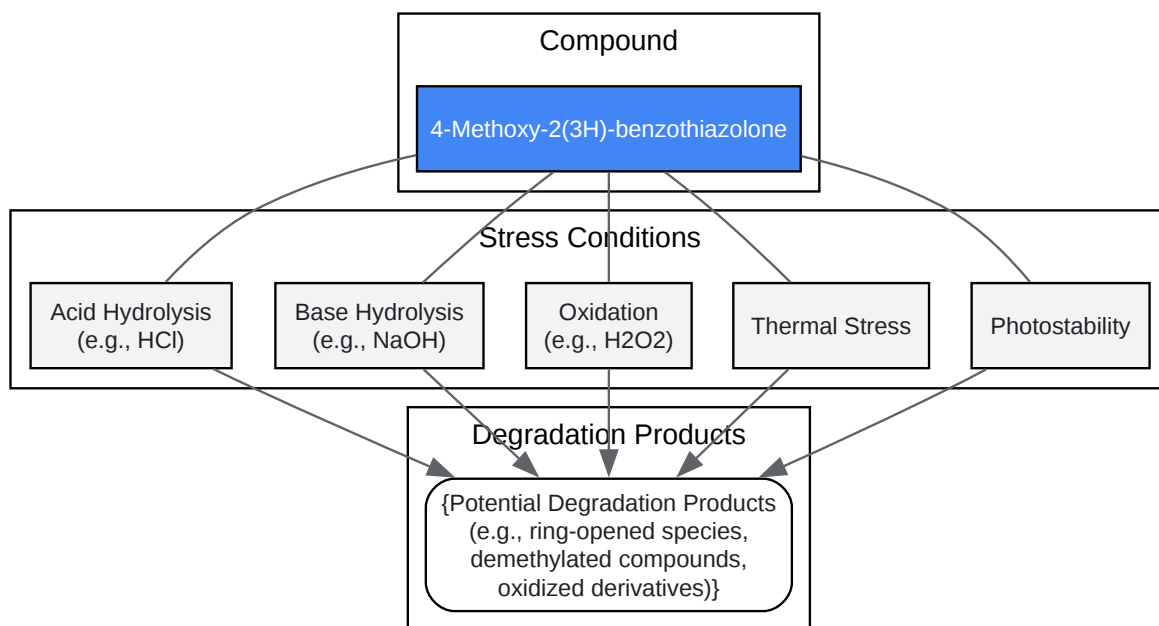 Compound
4-Methoxy-2(3H)-benzothiazolone
Stress Conditions
Acid Hydrolysis
(e.g., HCl)
Base Hydrolysis
(e.g., NaOH)
Oxidation
(e.g., H2O2)
Thermal Stress
Photostability
Degradation Products
{Potential Degradation Products
(e.g., ring-opened species,
demethylated compounds,
oxidized derivatives)}